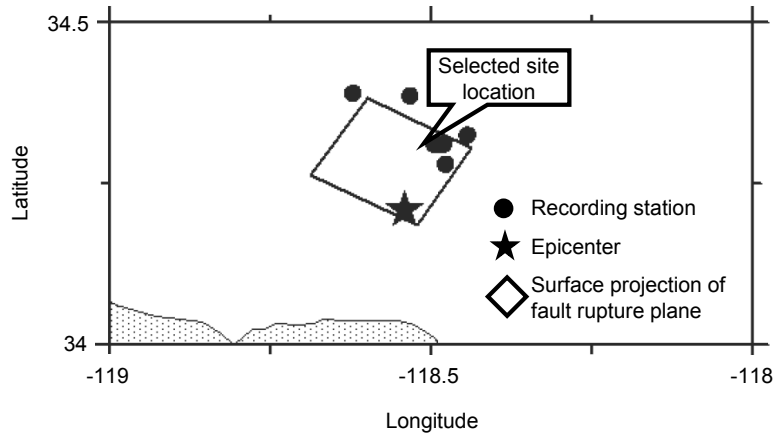 34.5
Selected site
location
Latitude
Recording station
Epicenter
Surface projection of
fault rupture plane
34
-119
-118.5
-118
Longitude